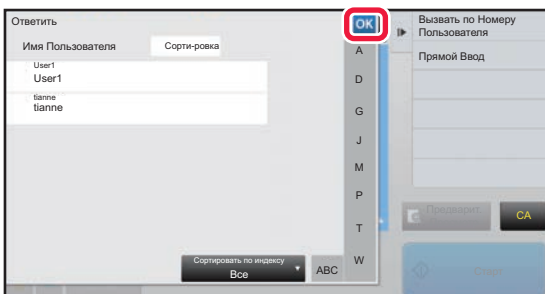 Ответить
OK
Имя Пользователя
Сорти-ровка
User1
User1
tianne
tianne
A
D
G
J
M
P
T
W
Сортировать по индексу
Все
ABC
Вызвать по Номеру
Пользователя
Прямой Ввод
Предварит.
CA
Старт